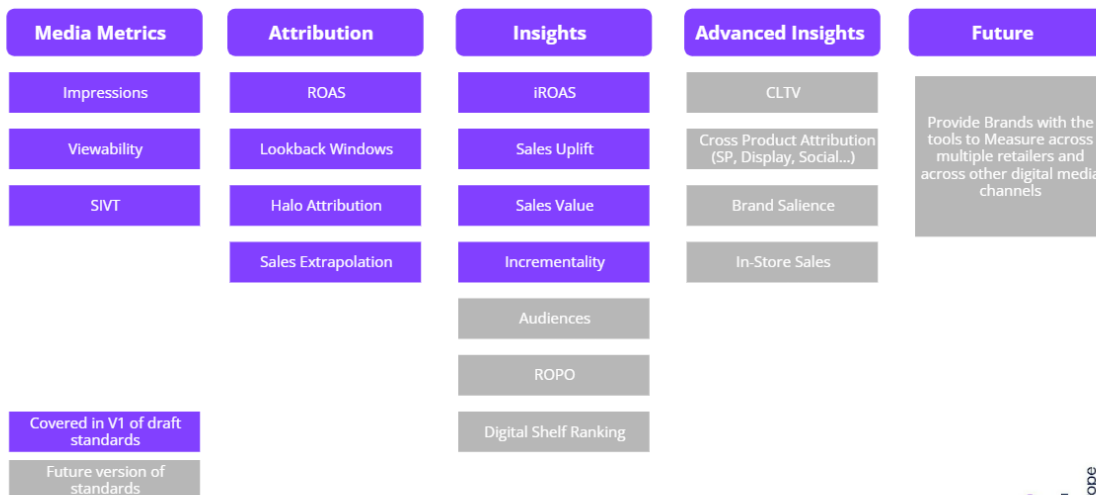 Media Metrics
Impressions
Viewability
SIVT
Attribution
ROAS
Lookback Windows
Halo Attribution
Sales Extrapolation
Insights
iROAS
Sales Uplift
Sales Value
Incrementality
Audiences
ROPO
Digital Shelf Ranking
Advanced Insights
CLTV
Cross Product Attribution
(SP, Display, Social...)
Brand Salience
In-Store Sales
Future
Provide Brands with the
tools to Measure across
multiple retailers and
across other digital media
channels
Covered in V1 of draft
standards
Future version of
standards